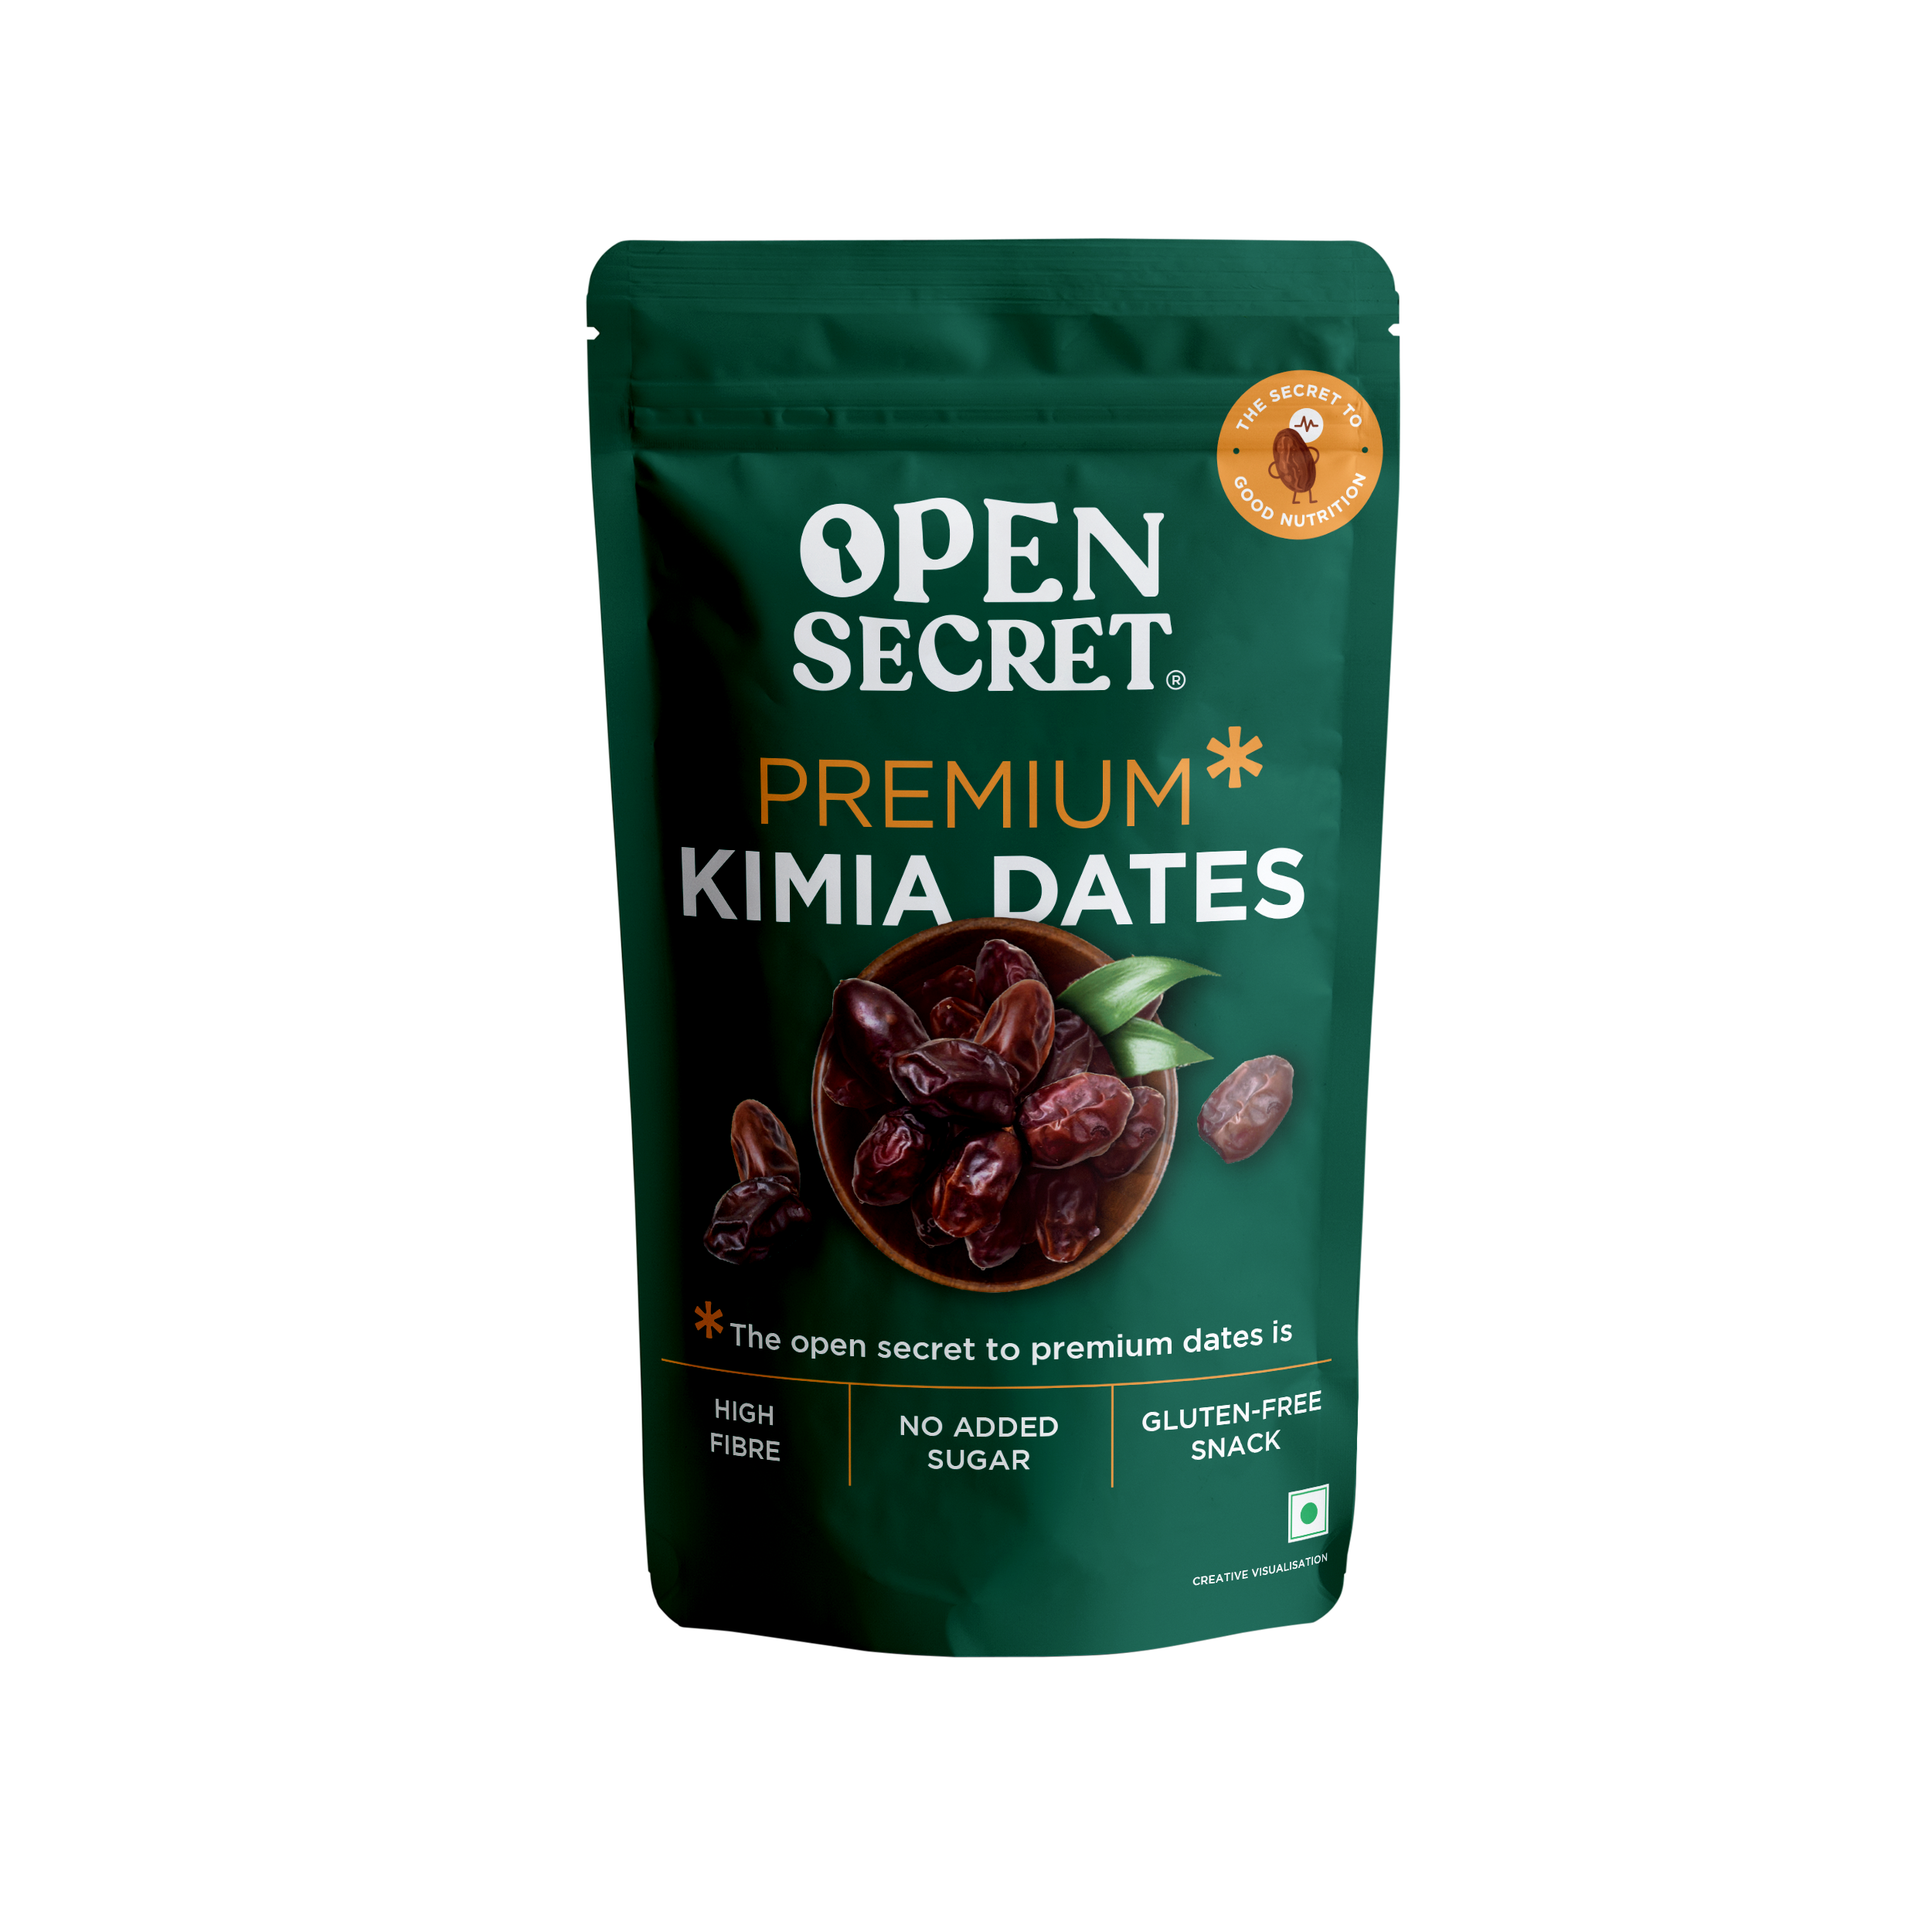 THE SECRET TO
GOOD NUTRITION
OPEN
SECRET®
PREMIUM*
KIMIA DATES
*The open secret to premium dates is
HIGH
FIBRE
NO ADDED
SUGAR
GLUTEN-FREE
SNACK
CREATIVE VISUALISATION